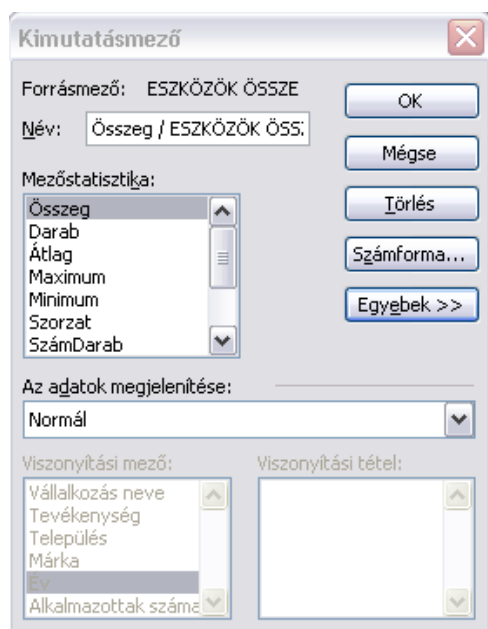 Kimutatásmező
Forrásmező: ESZKÖZÖK ÖSSZE
Név: Összeg / ESZKÖZÖK ÖSSZ
OK
Mégse
Mezőstatisztika:
Összeg
Darab
Átlag
Maximum
Minimum
Szorzat
SzámDarab
Törlés
Számforma...
Egyebek >>
Az adatok megjelenítése:
Normál
Viszonyítási mező:
Vállalkozás neve
Tevékenység
Település
Márka
Év
Alkalmazottak száma
Viszonyítási tétel: